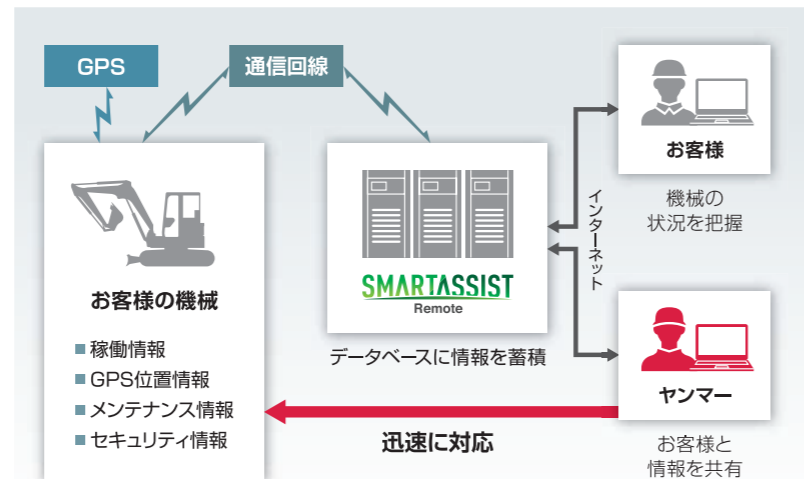 GPS
通信回線
お客様の機械
■稼働情報
■GPS位置情報
■メンテナンス情報
■セキュリティ情報
SMARTASSIST
Remote
データベースに情報を蓄積
インターネット
お客様
機械の
状況を把握
ヤンマー
お客様と
情報を共有
迅速に対応